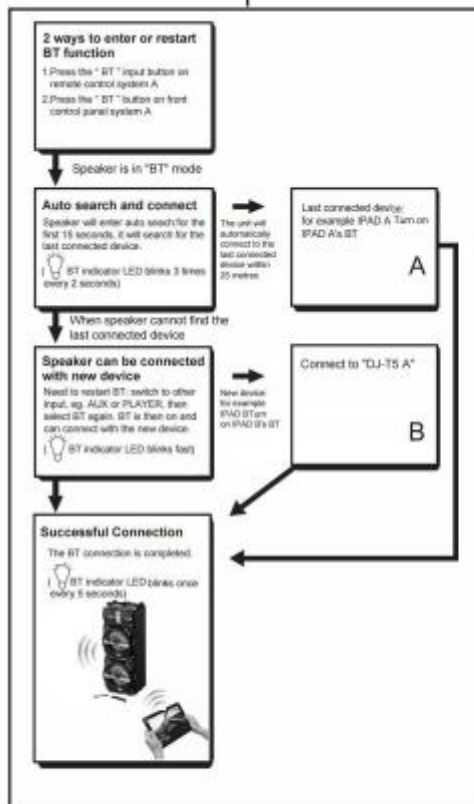 2 ways to enter or restart
BT function
1.Press the " BT " input button on
remote control system A
2.Press the " BT " button on front
control panel system A
Speaker is in "BT" mode
Auto search and connect
Speaker will enter auto search for the
first 15 seconds, it will search for the
last connected device.
( BT indicator LED blinks 3 times
every 2 seconds)
The unit will
automatically
connect to the
last connected
device within
25 metres
Last connected device:
for example IPAD A Turn on
IPAD A's BT
A
When speaker cannot find the
last connected device
Speaker can be connected
with new device
Need to restart BT: switch to other
input, eg. AUX or PLAYER, then
select BT again. BT is then on and
can connect with the new device.
( BT indicator LED blinks fast)
New device:
for example
IPAD BTurn
on IPAD B's BT
Connect to "DJ-T5 A"
B
Successful Connection
The BT connection is completed.
( BT indicator LED blinks once
every 5 seconds)